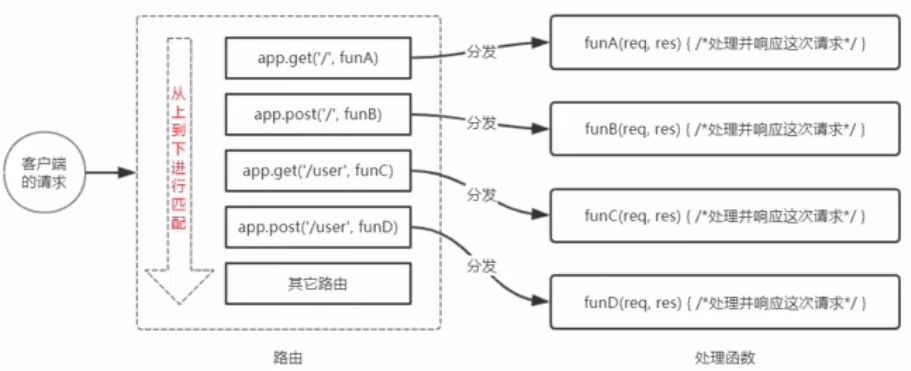 客户端
的请求
从上到下进行匹配
app.get('/', funA)
app.post('/', funB)
app.get('/user', funC)
app.post('/user', funD)
其它路由
路由
分发
分发
分发
分发
funA(req, res) { /*处理并响应这次请求*/ }
funB(req, res) { /*处理并响应这次请求*/ }
funC(req, res) { /*处理并响应这次请求*/ }
funD(req, res) { /*处理并响应这次请求*/ }
处理函数